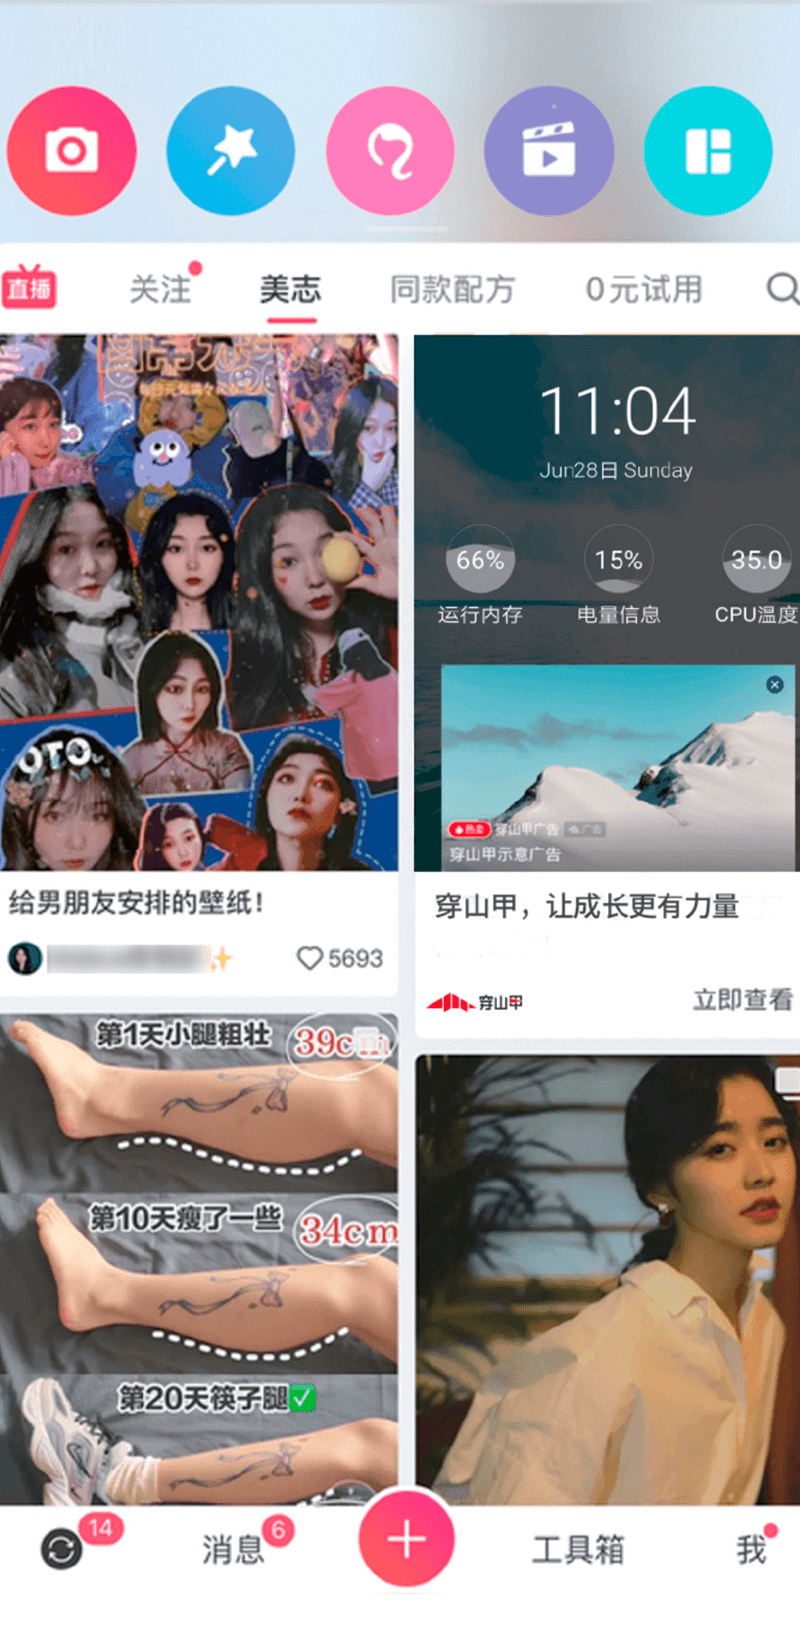 直播
关注
美志
同款配方
0元试用
OTO
给男朋友安排的壁纸！
5693
11:04
Jun28日 Sunday
66%
15%
35.0
运行内存
电量信息
CPU温度
热卖
穿山甲广告
广告
穿山甲示意广告
穿山甲，让成长更有力量
穿山甲
立即查看
第1天小腿粗壮
39cm
第10天瘦了一些
34cm
第20天筷子腿
14
消息
6
工具箱
我